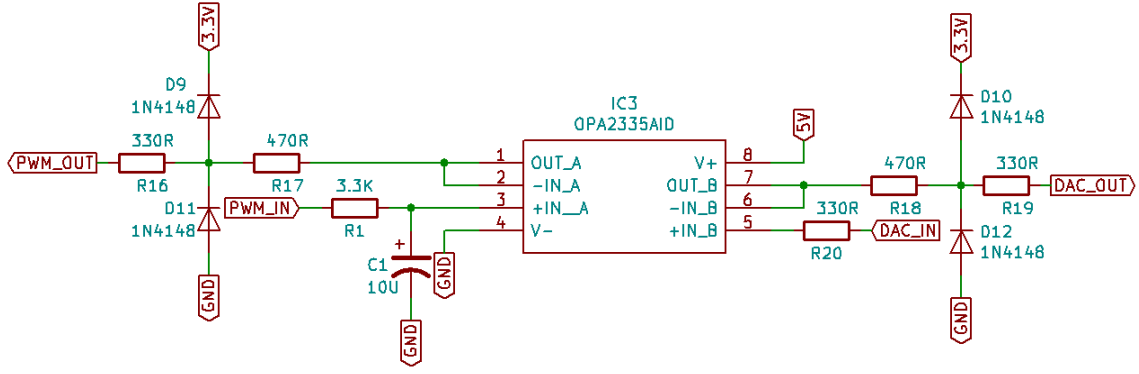 3.3V
3.3V
D9
1N4148
D10
1N4148
IC3
OPA2335AID
5V
330R
470R
1
OUT_A
V+
8
470R
330R
PWM_OUT
R16
R17
2
-IN_A
OUT_B
7
R18
R19
DAC_OUT
D11
1N4148
PWM_IN
3.3K
R1
3
+IN__A
-IN_B
6
330R
4
V-
+IN_B
5
R20
DAC_IN
D12
1N4148
C1
10U
+
GND
GND
GND
GND